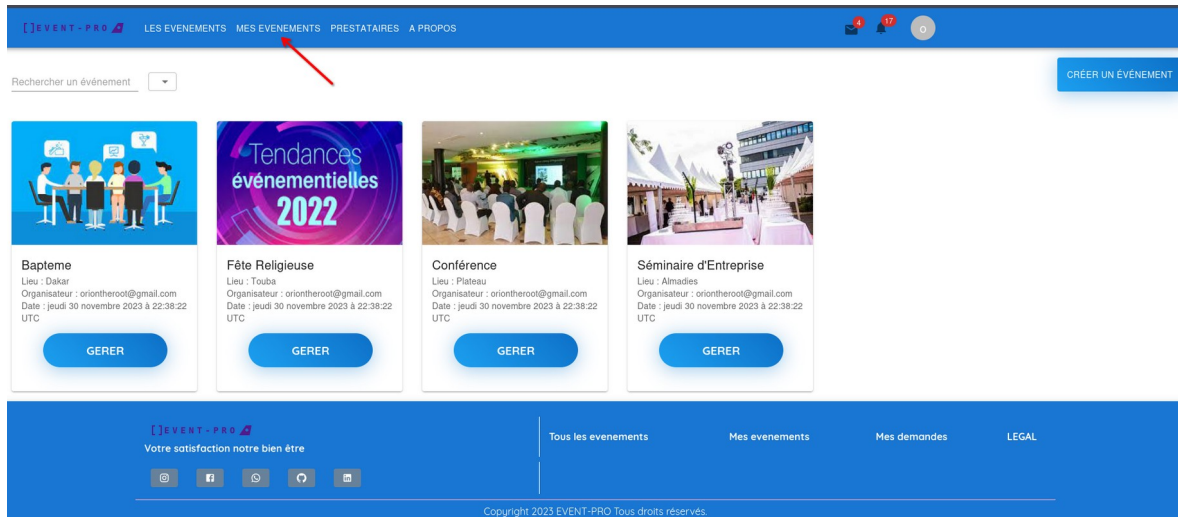 []EVENT-PRO
LES EVENEMENTS MES EVENEMENTS PRESTATAIRES A PROPOS
4
17
o
Rechercher un événement
CRÉER UN ÉVÉNEMENT
Tendances
événementielles
2022
Bapteme
Lieu : Dakar
Organisateur : oriontheroot@gmail.com
Date : jeudi 30 novembre 2023 à 22:38:22
UTC
GERER
Fête Religieuse
Lieu : Touba
Organisateur : oriontheroot@gmail.com
Date : jeudi 30 novembre 2023 à 22:38:22
UTC
GERER
Conférence
Lieu : Plateau
Organisateur : oriontheroot@gmail.com
Date : jeudi 30 novembre 2023 à 22:38:22
UTC
GERER
Séminaire d'Entreprise
Lieu : Almadies
Organisateur : oriontheroot@gmail.com
Date : jeudi 30 novembre 2023 à 22:38:22
UTC
GERER
[]EVENT-PRO
Votre satisfaction notre bien être
Tous les evenements
Mes evenements
Mes demandes
LEGAL
Copyright 2023 EVENT-PRO Tous droits réservés.